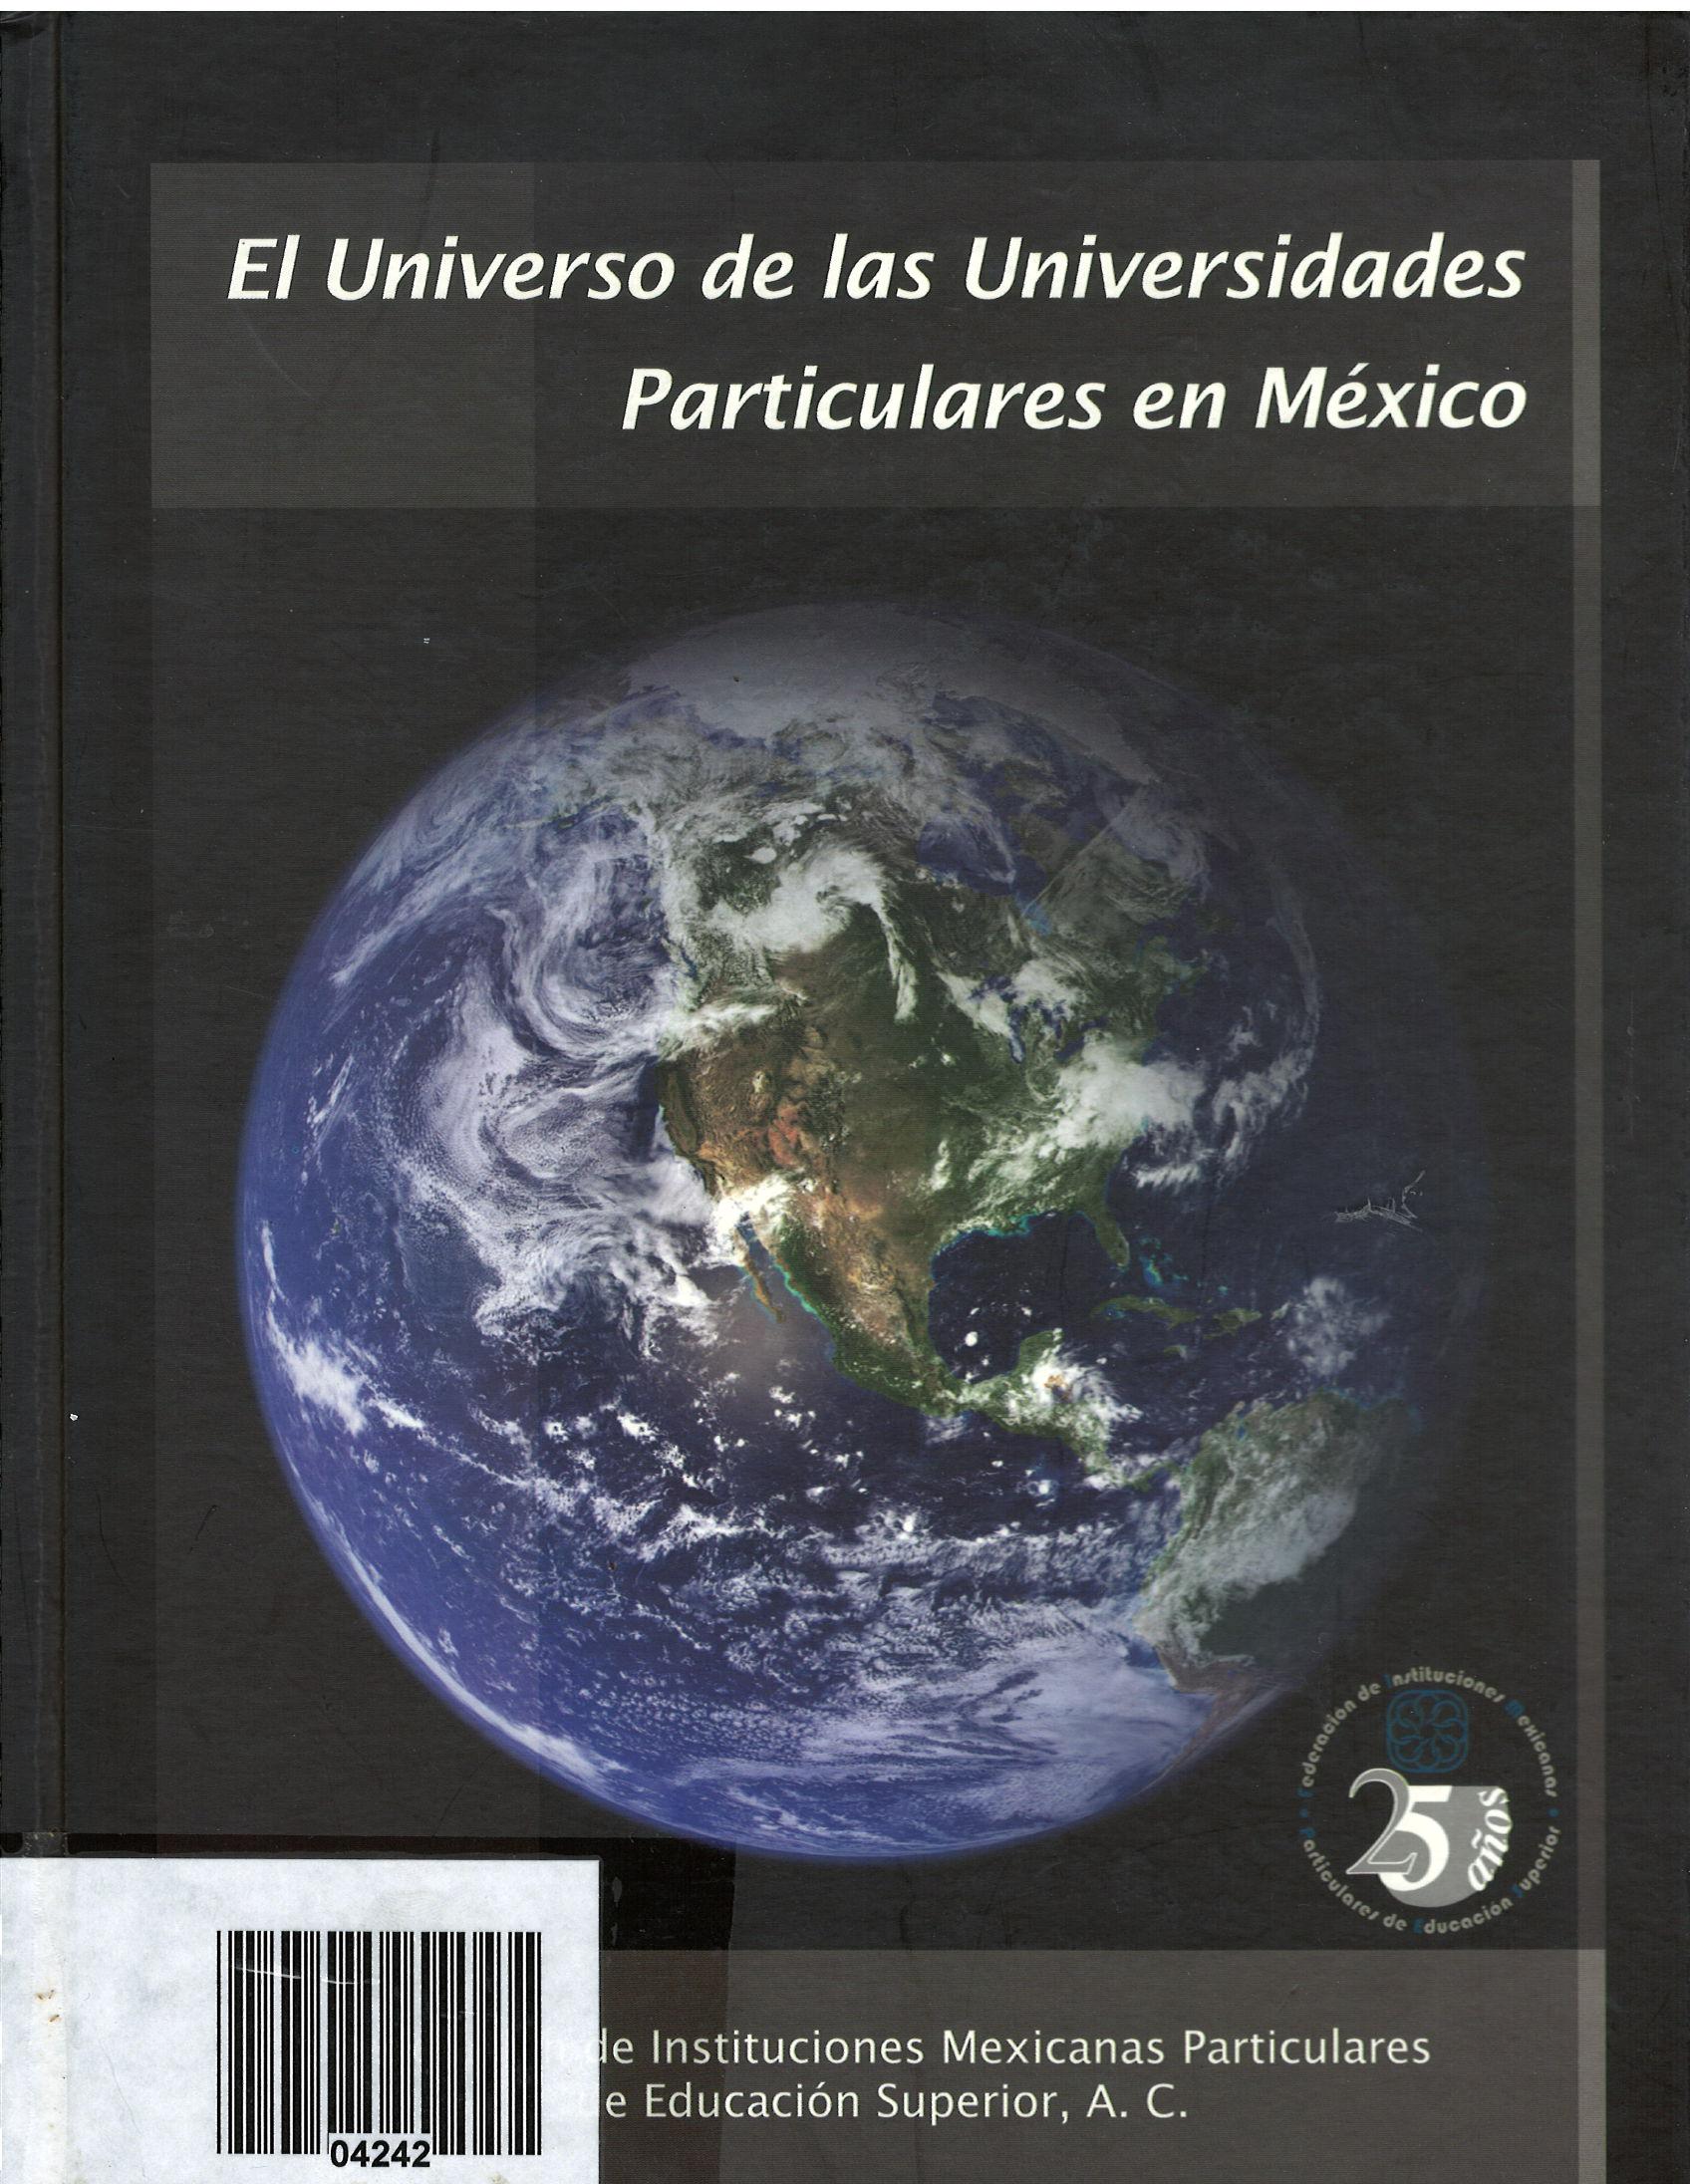 El Universo de las Universidades
Particulares en México
Federación de Instituciones Mexicanas
Particulares de Educación Superior
25
años
de Instituciones Mexicanas Particulares
e Educación Superior, A. C.
04242